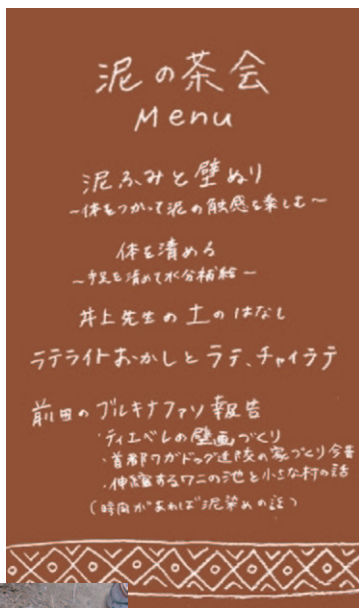 泥の茶会
Menu
泥ふみと壁ぬり
～体をつかって泥の触感を楽しむ～
体を清める
～手足を清めて水分補給～
井上先生の土のはなし
ラテライトおかしとラテ、チャイラテ
前田のブルキナファソ報告
・ティエベレの壁画づくり
・首都ワガドゥグ近隣の家づくり今昔
・伸縮するワニの池と小さな村の話
(時間があれば泥染めの話)